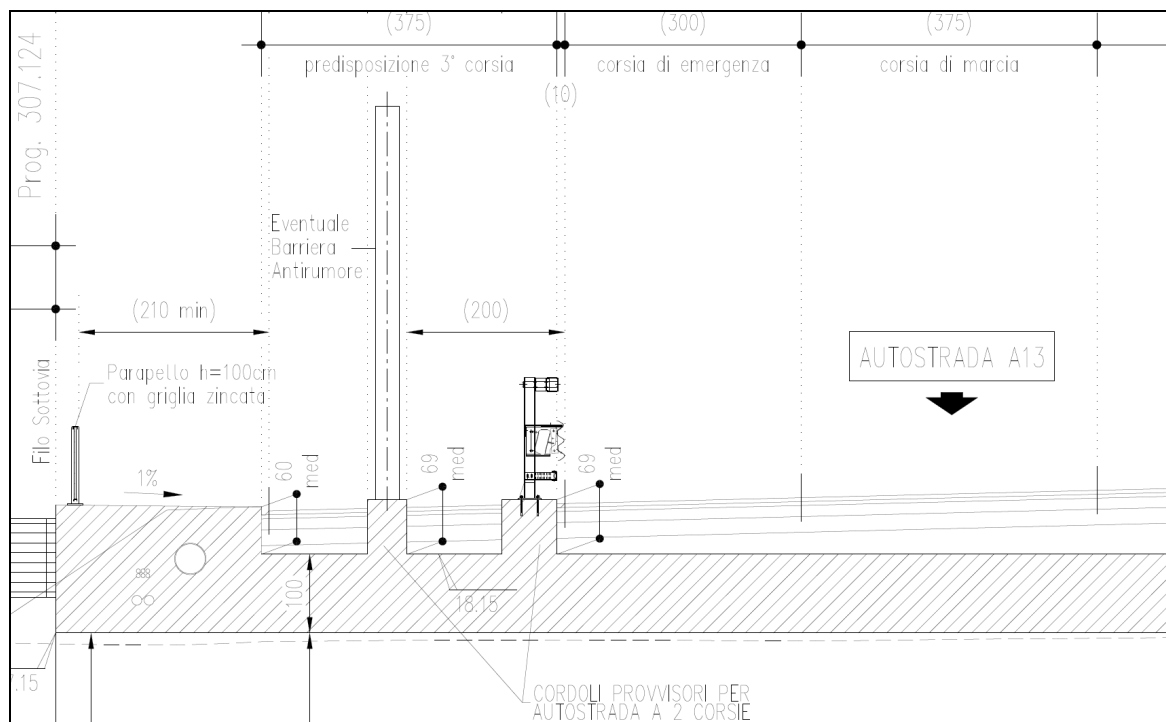 (375)
(300)
(375)
predisposizione 3° corsia
corsia di emergenza
corsia di marcia
(10)
Prog. 307.124
Eventuale
Barriera
Antirumore
(210 min)
(200)
AUTOSTRADA A13
Parapello h=100cm
con griglia zincata
Filo Sottovia
1%
60
med
69
med
69
med
100
18.15
7.15
CORDOLI PROVVISORI PER
AUTOSTRADA A 2 CORSIE